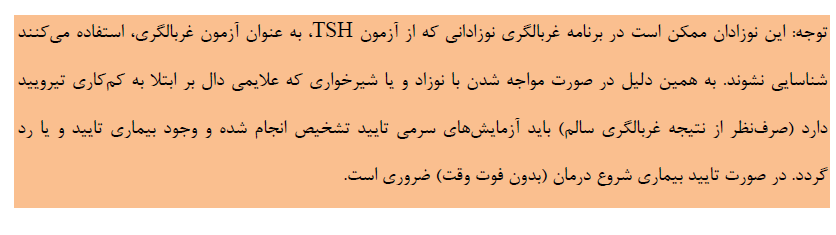 توجه: این نوزادان ممکن است در برنامه غربالگری نوزادانی که از آزمون TSH، به عنوان آزمون غربالگری، استفاده می‌کنند
شناسایی نشوند. به همین دلیل در صورت مواجه شدن با نوزاد و یا شیرخواری که علایمی دال بر ابتلا به کم‌کاری تیرویید
دارد (صرف‌نظر از نتیجه غربالگری سالم) باید آزمایش‌های سرمی تایید تشخیص انجام شده و وجود بیماری تایید و یا رد
گردد. در صورت تایید بیماری شروع درمان (بدون فوت وقت) ضروری است.